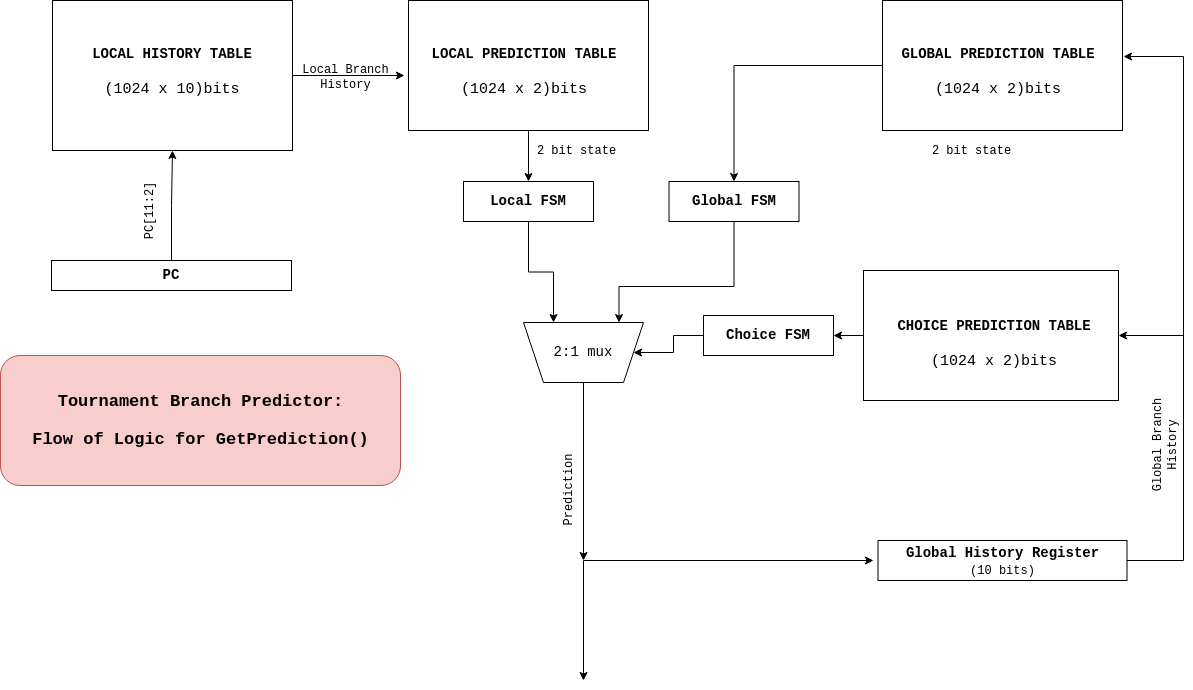 LOCAL HISTORY TABLE
(1024 x 10)bits
Local Branch
History
LOCAL PREDICTION TABLE
(1024 x 2)bits
GLOBAL PREDICTION TABLE
(1024 x 2)bits
2 bit state
2 bit state
PC[11:2]
Local FSM
Global FSM
PC
CHOICE PREDICTION TABLE
(1024 x 2)bits
Choice FSM
2:1 mux
Tournament Branch Predictor:
Flow of Logic for GetPrediction()
Global Branch
History
Prediction
Global History Register
(10 bits)